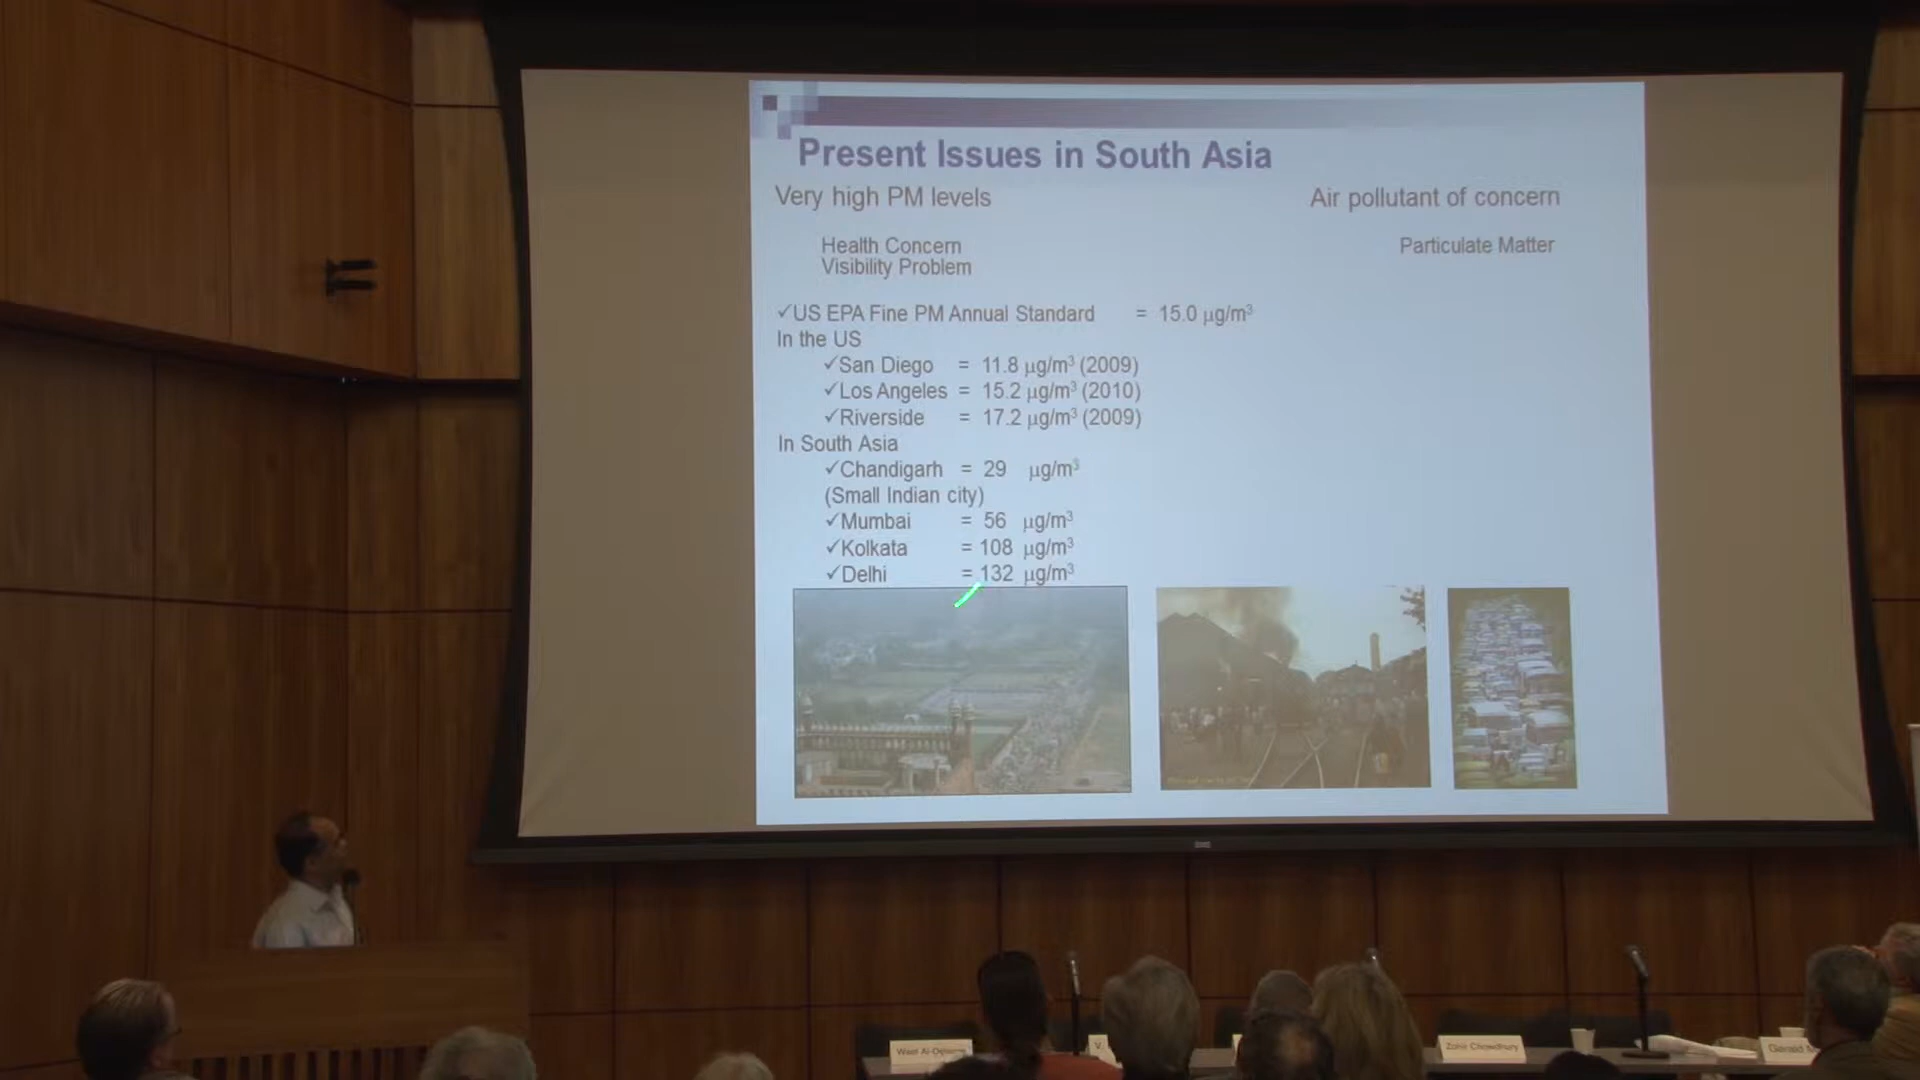 Present Issues in South Asia
Very high PM levels
Air pollutant of concern
Health Concern
Visibility Problem
Particulate Matter
✓US EPA Fine PM Annual Standard = 15.0 µg/m³
In the US
✓San Diego = 11.8 µg/m³ (2009)
✓Los Angeles = 15.2 µg/m³ (2010)
✓Riverside = 17.2 µg/m³ (2009)
In South Asia
✓Chandigarh = 29 µg/m³
(Small Indian city)
✓Mumbai = 56 µg/m³
✓Kolkata = 108 µg/m³
✓Delhi = 132 µg/m³
V.
Zohir Chowdhury
Gerald